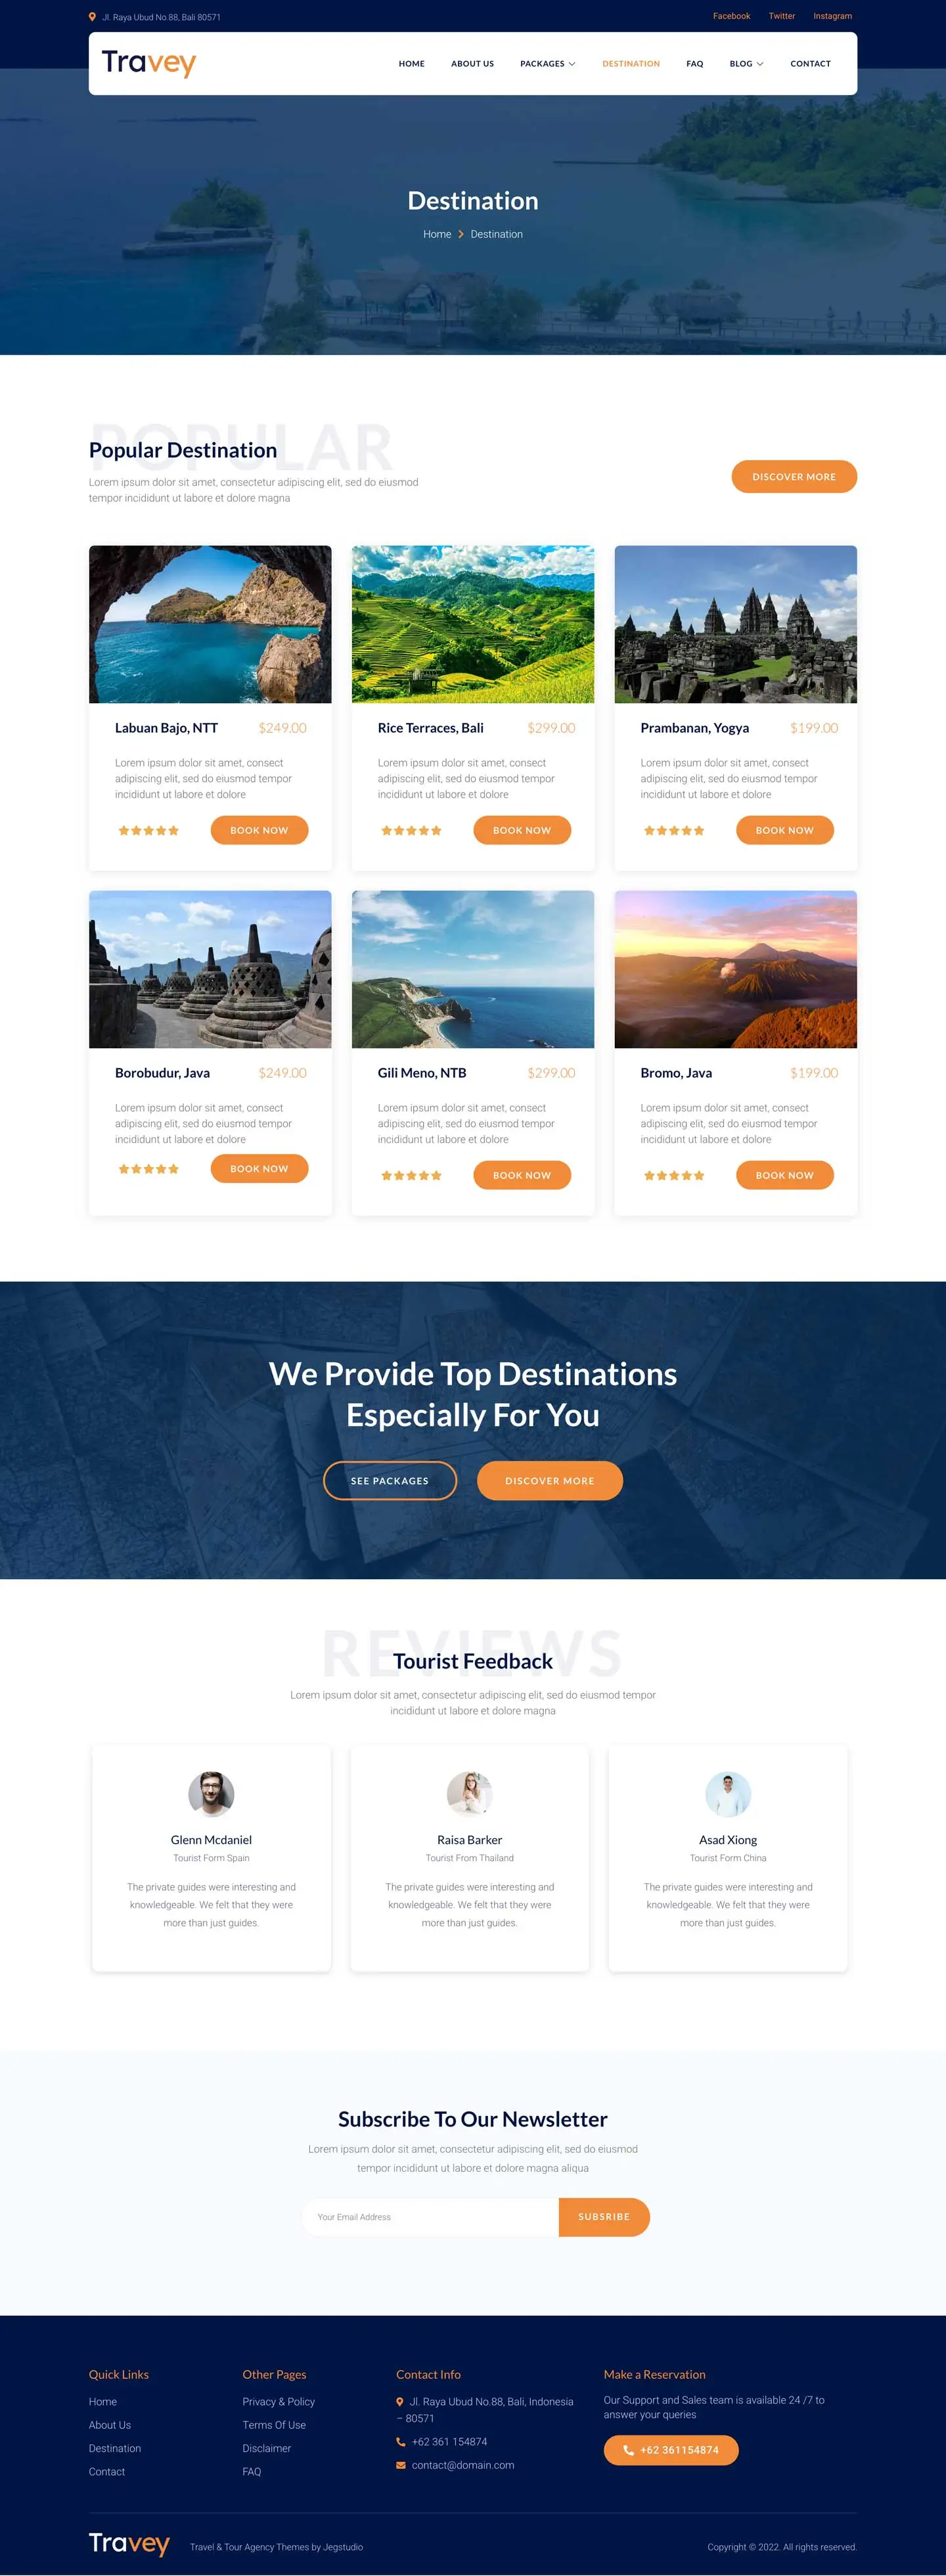 Jl. Raya Ubud No.88, Bali 80571
Facebook Twitter Instagram
Travey
HOME ABOUT US PACKAGES DESTINATION FAQ BLOG CONTACT
Destination
Home Destination
POPULAR
Popular Destination
Lorem ipsum dolor sit amet, consectetur adipiscing elit, sed do eiusmod
tempor incididunt ut labore et dolore magna
DISCOVER MORE
Labuan Bajo, NTT $249.00
Lorem ipsum dolor sit amet, consect
adipiscing elit, sed do eiusmod tempor
incididunt ut labore et dolore
BOOK NOW
Rice Terraces, Bali $299.00
Lorem ipsum dolor sit amet, consect
adipiscing elit, sed do eiusmod tempor
incididunt ut labore et dolore
BOOK NOW
Prambanan, Yogya $199.00
Lorem ipsum dolor sit amet, consect
adipiscing elit, sed do eiusmod tempor
incididunt ut labore et dolore
BOOK NOW
Borobudur, Java $249.00
Lorem ipsum dolor sit amet, consect
adipiscing elit, sed do eiusmod tempor
incididunt ut labore et dolore
BOOK NOW
Gili Meno, NTB $299.00
Lorem ipsum dolor sit amet, consect
adipiscing elit, sed do eiusmod tempor
incididunt ut labore et dolore
BOOK NOW
Bromo, Java $199.00
Lorem ipsum dolor sit amet, consect
adipiscing elit, sed do eiusmod tempor
incididunt ut labore et dolore
BOOK NOW
We Provide Top Destinations
Especially For You
SEE PACKAGES DISCOVER MORE
REVIEWS
Tourist Feedback
Lorem ipsum dolor sit amet, consectetur adipiscing elit, sed do eiusmod tempor
incididunt ut labore et dolore magna
Glenn Mcdaniel
Tourist Form Spain
The private guides were interesting and
knowledgeable. We felt that they were
more than just guides.
Raisa Barker
Tourist From Thailand
The private guides were interesting and
knowledgeable. We felt that they were
more than just guides.
Asad Xiong
Tourist Form China
The private guides were interesting and
knowledgeable. We felt that they were
more than just guides.
Subscribe To Our Newsletter
Lorem ipsum dolor sit amet, consectetur adipiscing elit, sed do eiusmod
tempor incididunt ut labore et dolore magna aliqua
Your Email Address SUBSRIBE
Quick Links
Home
About Us
Destination
Contact
Other Pages
Privacy & Policy
Terms Of Use
Disclaimer
FAQ
Contact Info
Jl. Raya Ubud No.88, Bali, Indonesia
– 80571
+62 361 154874
contact@domain.com
Make a Reservation
Our Support and Sales team is available 24 /7 to
answer your queries
+62 361154874
Travey
Travel & Tour Agency Themes by Jegstudio
Copyright © 2022. All rights reserved.